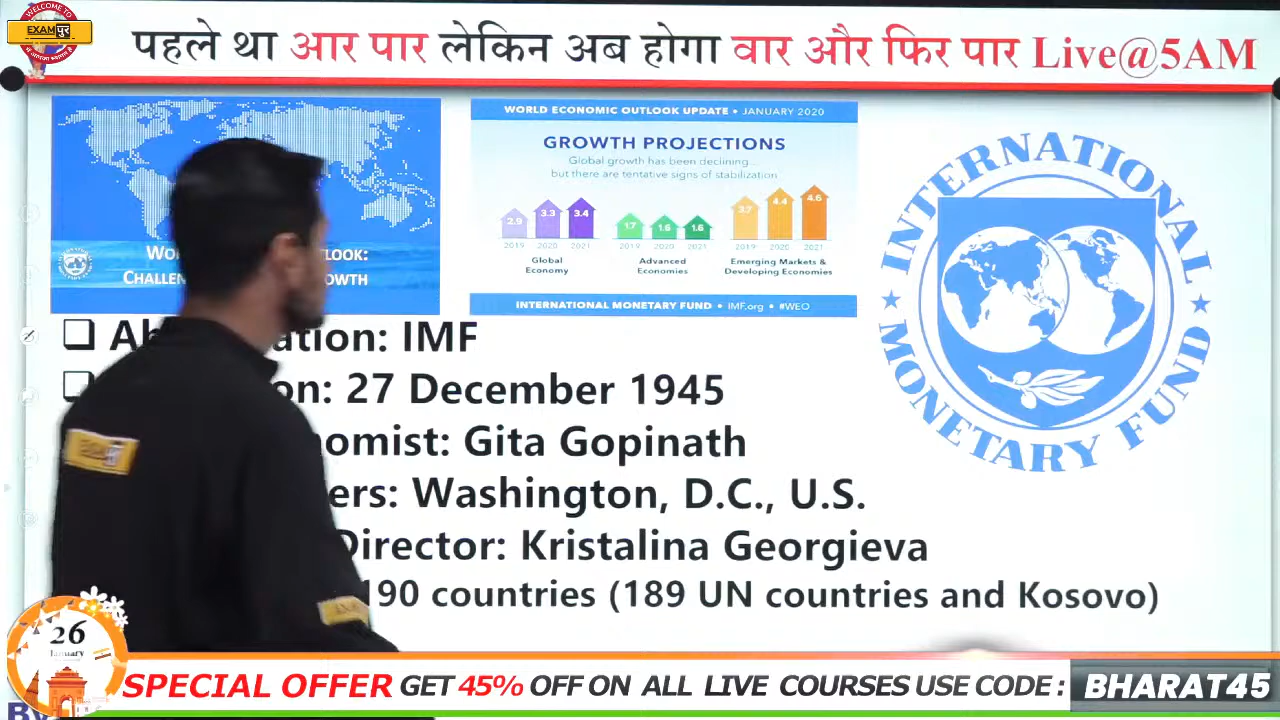 WELCOME TO
EXAMपुर
पहले था आर पार लेकिन अब होगा वार और फिर पार Live@5AM
WORLD ECONOMIC OUTLOOK UPDATE • JANUARY 2020
GROWTH PROJECTIONS
Global growth has been declining...
but there are tentative signs of stabilization
2.9 3.3 3.4 1.7 1.6 1.6 3.7 4.4 4.6
2019 2020 2021 2019 2020 2021 2019 2020 2021
Global Economy
Advanced Economies
Emerging Markets & Developing Economies
INTERNATIONAL MONETARY FUND • IMF.org • #WEO
INTERNATIONAL MONETARY FUND
IMF
27 December 1945
Gita Gopinath
Washington, D.C., U.S.
Director: Kristalina Georgieva
190 countries (189 UN countries and Kosovo)
26
January
SPECIAL OFFER GET 45% OFF ON ALL LIVE COURSES USE CODE : BHARAT45
By